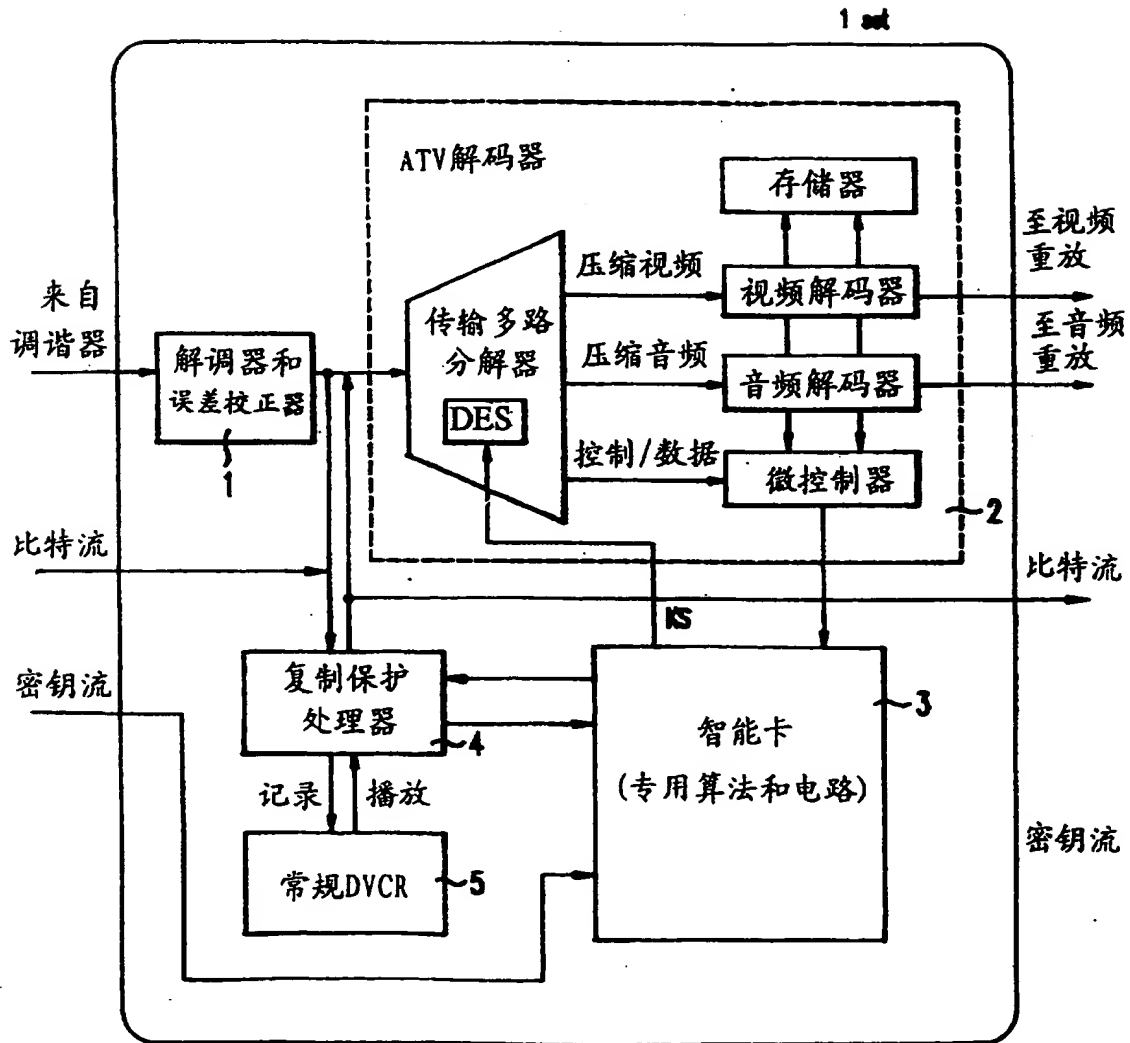 1 set
ATV解码器
存储器
至视频
重放
压缩视频
视频解码器
来自
调谐器
传输多路
分解器
至音频
重放
解调器和
误差校正器
压缩音频
音频解码器
DES
控制/数据
微控制器
1
2
比特流
比特流
KS
密钥流
复制保护
处理器
4
3
智能卡
(专用算法和电路)
记录
播放
密钥流
常规DVCR
5